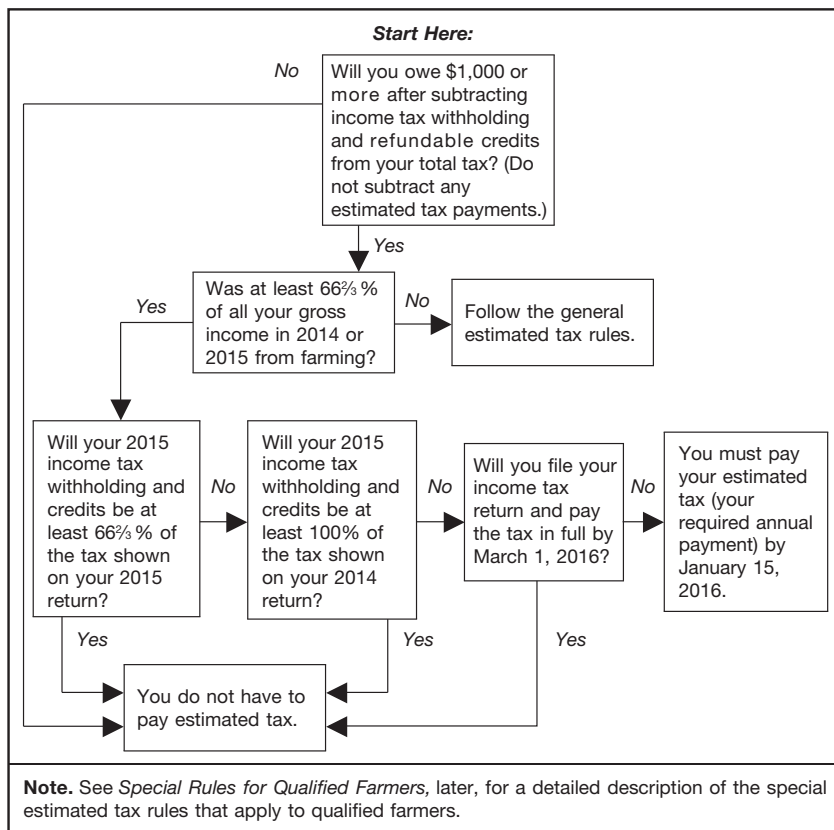 Start Here:
No
Will you owe $1,000 or
more after subtracting
income tax withholding
and refundable credits
from your total tax? (Do
not subtract any
estimated tax payments.)
Yes
Yes
Was at least 66⅔ %
of all your gross
income in 2014 or
2015 from farming?
No
Follow the general
estimated tax rules.
Will your 2015
income tax
withholding and
credits be at
least 66⅔ % of
the tax shown
on your 2015
return?
No
Will your 2015
income tax
withholding and
credits be at
least 100% of
the tax shown
on your 2014
return?
No
Will you file your
income tax
return and pay
the tax in full by
March 1, 2016?
No
You must pay
your estimated
tax (your
required annual
payment) by
January 15,
2016.
Yes
Yes
Yes
You do not have to
pay estimated tax.
Note. See Special Rules for Qualified Farmers, later, for a detailed description of the special
estimated tax rules that apply to qualified farmers.